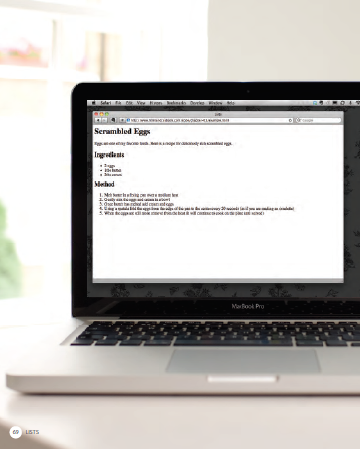 Safari File Edit View History Bookmarks Develop Window Help
Scrambled Eggs
Eggs are one of my favorite foods. Here is a recipe for deliciously rich scrambled eggs.
Ingredients
2 eggs
Method
1. Melt butter in a frying pan over a medium heat
2. Gently mix the eggs and cream in a bowl
3. Once butter has melted add cream and eggs
4. Using a spatula fold the eggs from the edge of the pan to the center every 20 seconds (as if you are making an omelette)
5. When the eggs are still moist remove from the heat (it will continue to cook on the plate until served)
MacBook Pro
69 LISTS